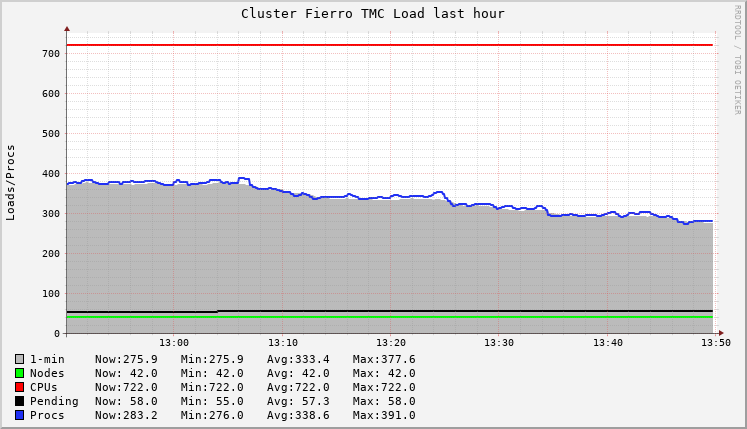 Cluster Fierro TMC Load last hour
RRDTOOL / TOBI OETIKER
Loads/Procs
700
600
500
400
300
200
100
0
13:00 13:10 13:20 13:30 13:40 13:50
1-min Now:275.9 Min:275.9 Avg:333.4 Max:377.6
Nodes Now: 42.0 Min: 42.0 Avg: 42.0 Max: 42.0
CPUs Now:722.0 Min:722.0 Avg:722.0 Max:722.0
Pending Now: 58.0 Min: 55.0 Avg: 57.3 Max: 58.0
Procs Now:283.2 Min:276.0 Avg:338.6 Max:391.0